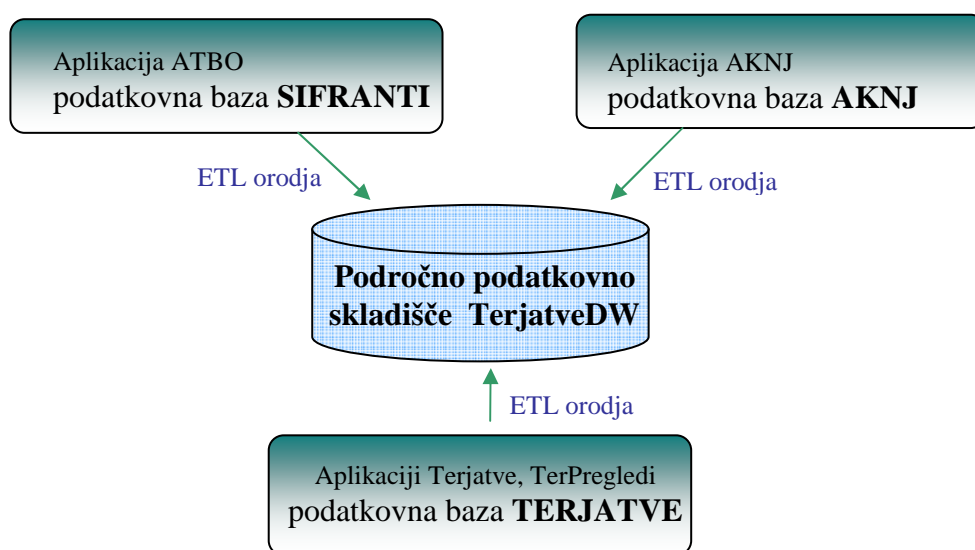 Aplikacija ATBO
podatkovna baza SIFRANTI
Aplikacija AKNJ
podatkovna baza AKNJ
ETL orodja
ETL orodja
Področno podatkovno
skladišče TerjatveDW
ETL orodja
Aplikaciji Terjatve, TerPregledi
podatkovna baza TERJATVE